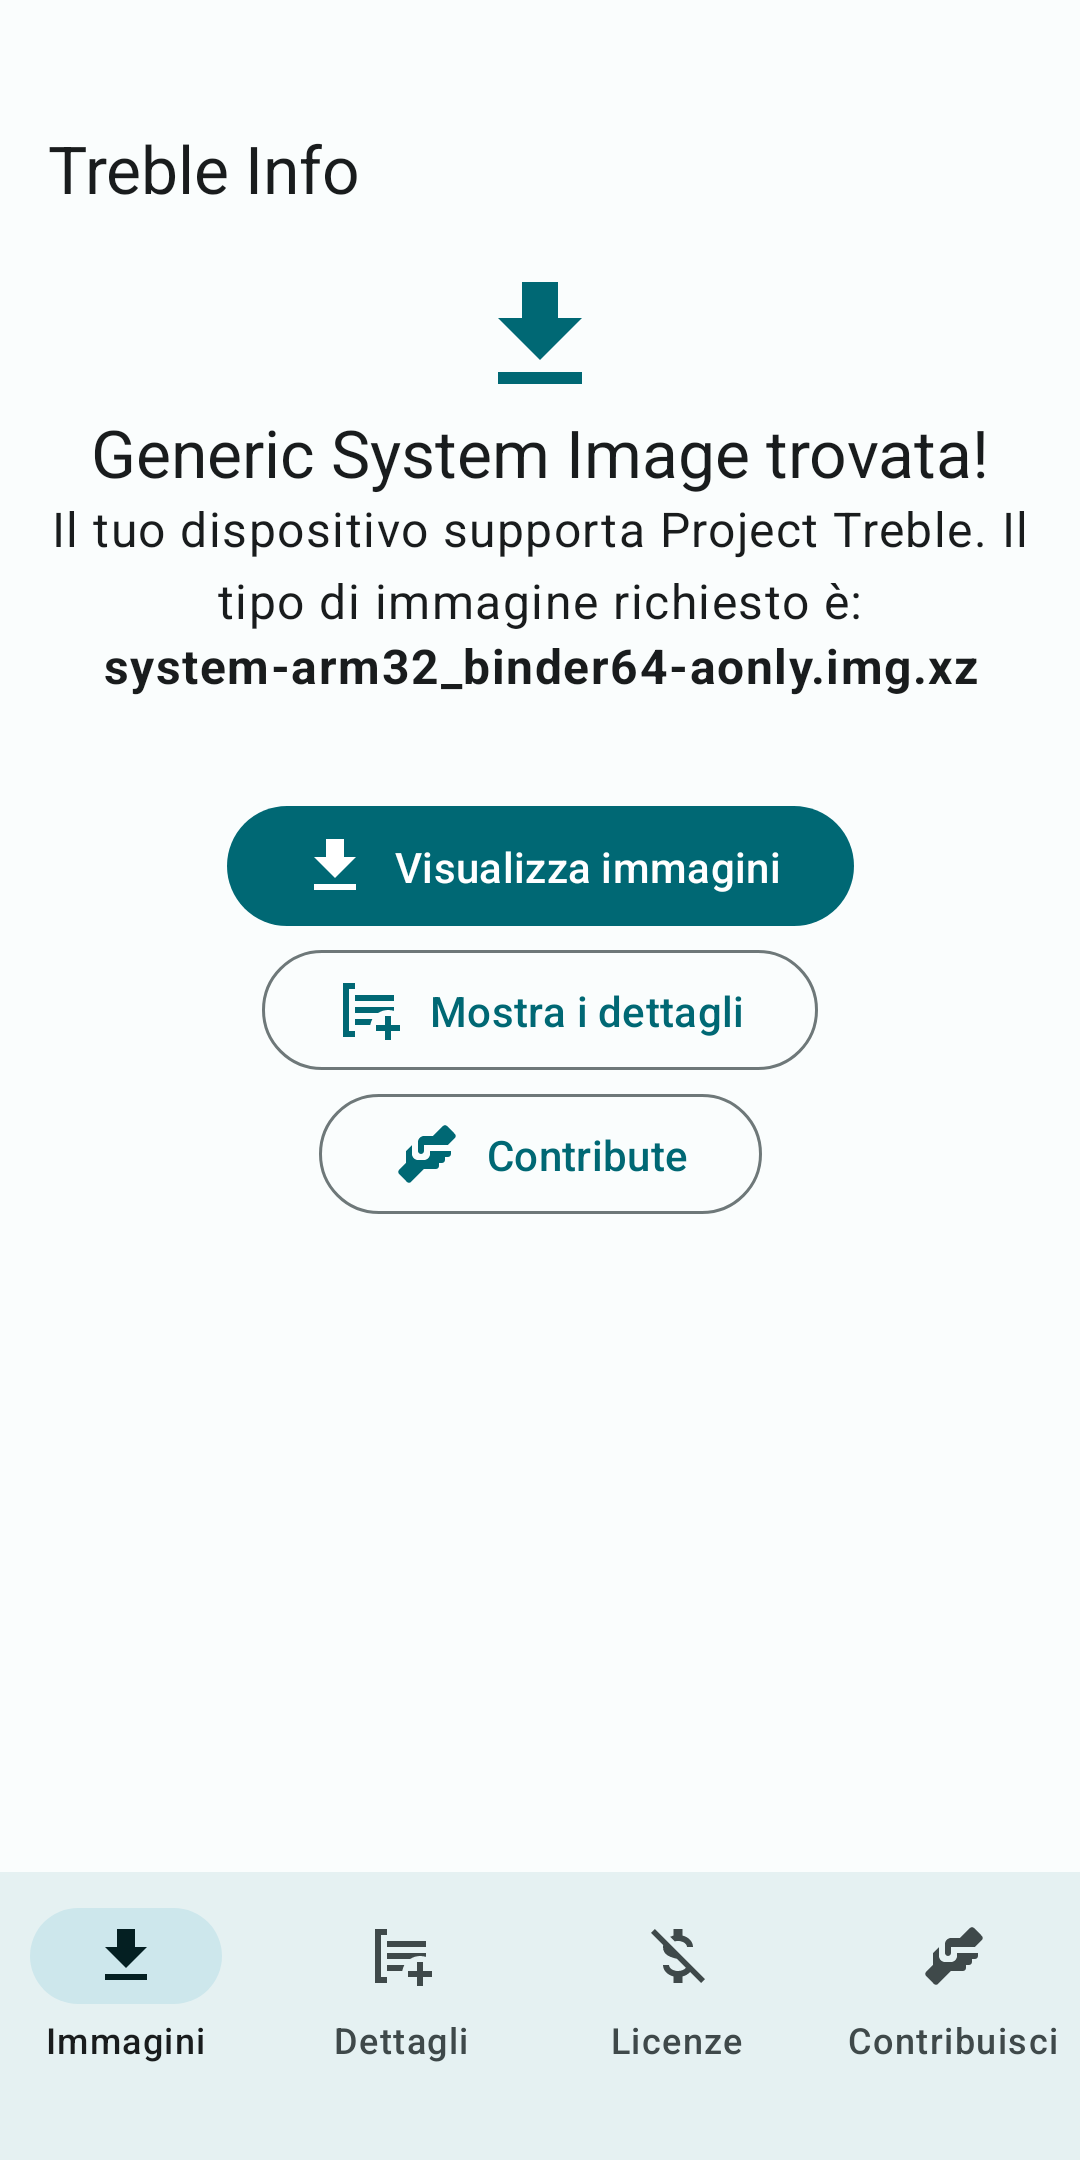 Treble Info
Generic System Image trovata!
Il tuo dispositivo supporta Project Treble. Il
tipo di immagine richiesto è:
system-arm32_binder64-aonly.img.xz
Visualizza immagini
Mostra i dettagli
Contribute
Immagini
Dettagli
Licenze
Contribuisci